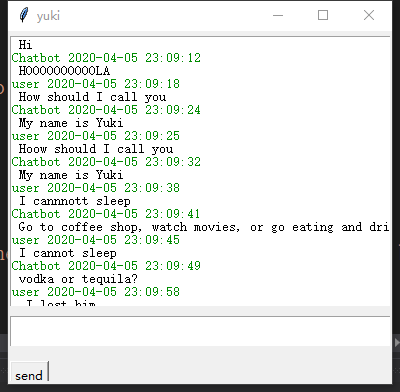 yuki
Hi
Chatbot 2020-04-05 23:09:12
HOOOOOOOOOOLA
user 2020-04-05 23:09:18
How should I call you
Chatbot 2020-04-05 23:09:24
My name is Yuki
user 2020-04-05 23:09:25
Hoow should I call you
Chatbot 2020-04-05 23:09:32
My name is Yuki
user 2020-04-05 23:09:38
I cannnott sleep
Chatbot 2020-04-05 23:09:41
Go to coffee shop, watch movies, or go eating and dri
user 2020-04-05 23:09:45
I cannot sleep
Chatbot 2020-04-05 23:09:49
vodka or tequila?
user 2020-04-05 23:09:58
I lost him
send